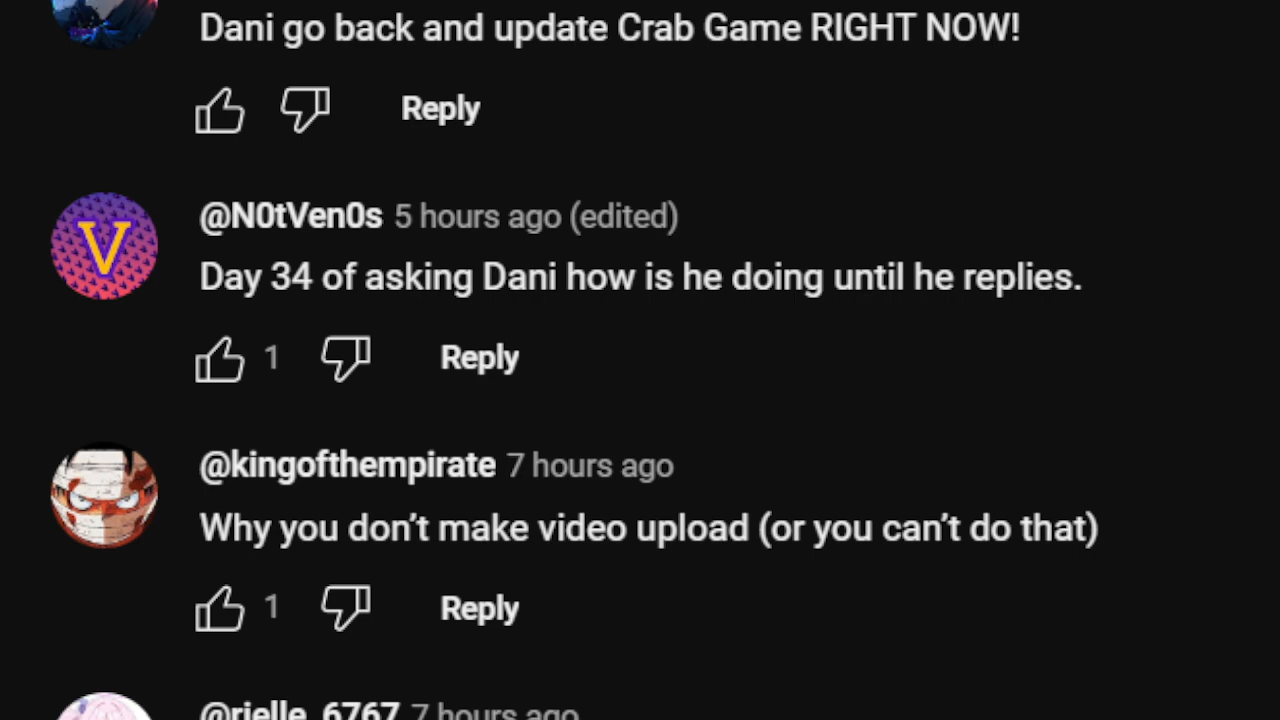 Dani go back and update Crab Game RIGHT NOW!
Reply
@N0tVen0s 5 hours ago (edited)
V
Day 34 of asking Dani how is he doing until he replies.
1 Reply
@kingofthempirate 7 hours ago
Why you don’t make video upload (or you can’t do that)
1 Reply
@rielle_6767 7 hours ago